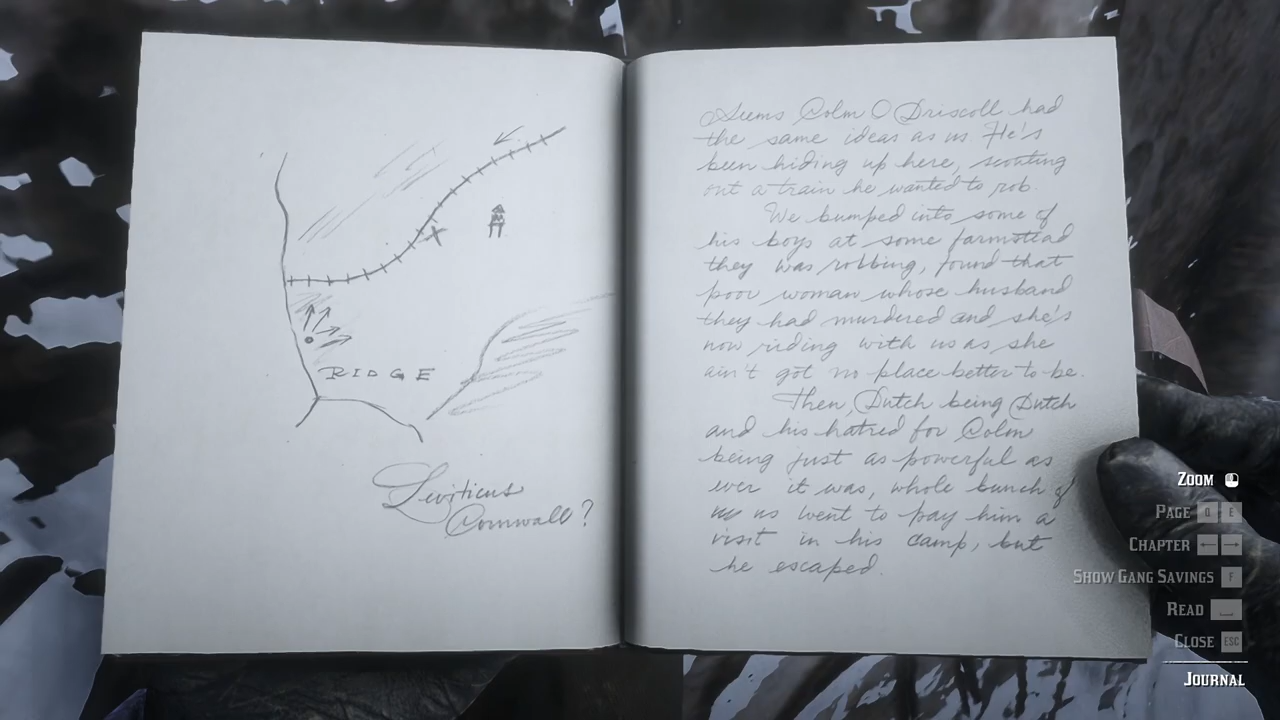 RIDGE
Leviticus
Cornwall?
Seems Colm O Driscoll had
the same ideas as us He's
been hiding up here, scouting
out a train he wanted to rob.
We bumped into some of
his boys at some farmstead
they was robbing, found that
poor woman whose husband
they had murdered and she's
now riding with us as she
ain't got no place better to be.
Then, Dutch being Dutch
and his hatred for Colm
being just as powerful as
ever it was, whole bunch of
us went to pay him a
visit in his camp, but
he escaped.
ZOOM
PAGE Q E
CHAPTER ← →
SHOW GANG SAVINGS F
READ
CLOSE ESC
JOURNAL